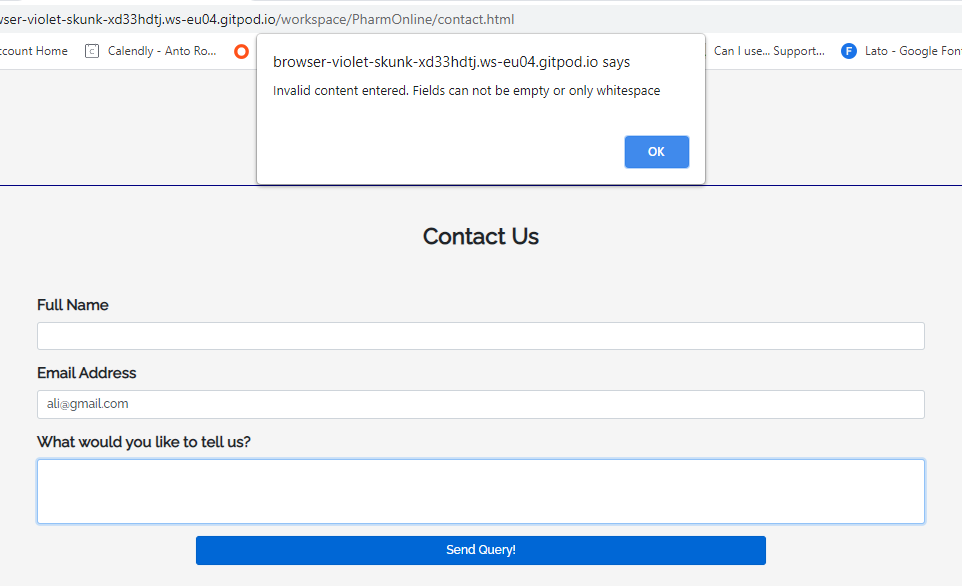 ser-violet-skunk-xd33hdtj.ws-eu04.gitpod.io/workspace/PharmOnline/contact.html
count Home
C
Calendly - Anto Ro...
Can I use... Support...
F
Lato - Google Fon
browser-violet-skunk-xd33hdtj.ws-eu04.gitpod.io says
Invalid content entered. Fields can not be empty or only whitespace
OK
Contact Us
Full Name
Email Address
ali@gmail.com
What would you like to tell us?
Send Query!